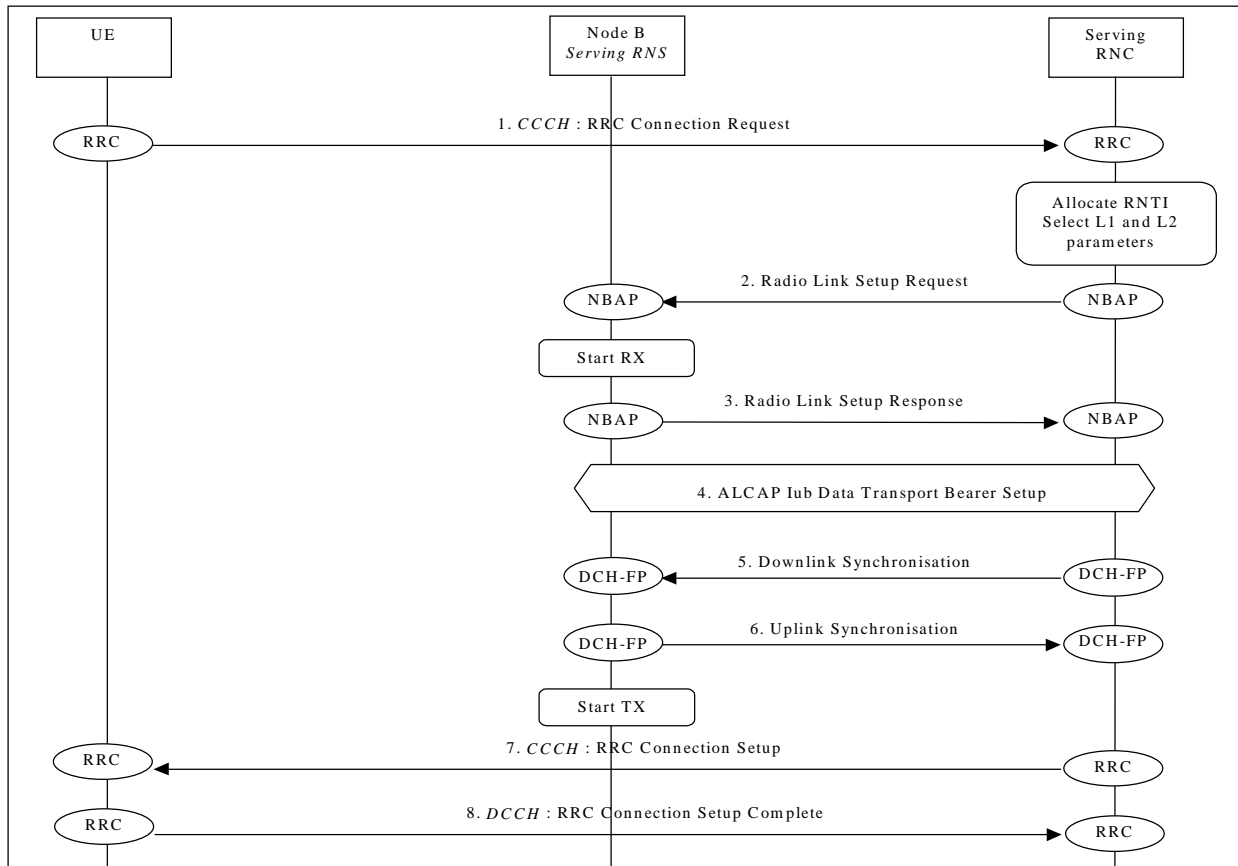 UE
Node B
Serving RNS
Serving
RNC
1. CCCH : RRC Connection Request
RRC
RRC
Allocate RNTI
Select L1 and L2
parameters
2. Radio Link Setup Request
NBAP
NBAP
Start RX
3. Radio Link Setup Response
NBAP
NBAP
4. ALCAP Iub Data Transport Bearer Setup
5. Downlink Synchronisation
DCH-FP
DCH-FP
6. Uplink Synchronisation
DCH-FP
DCH-FP
Start TX
7. CCCH : RRC Connection Setup
RRC
RRC
8. DCCH : RRC Connection Setup Complete
RRC
RRC